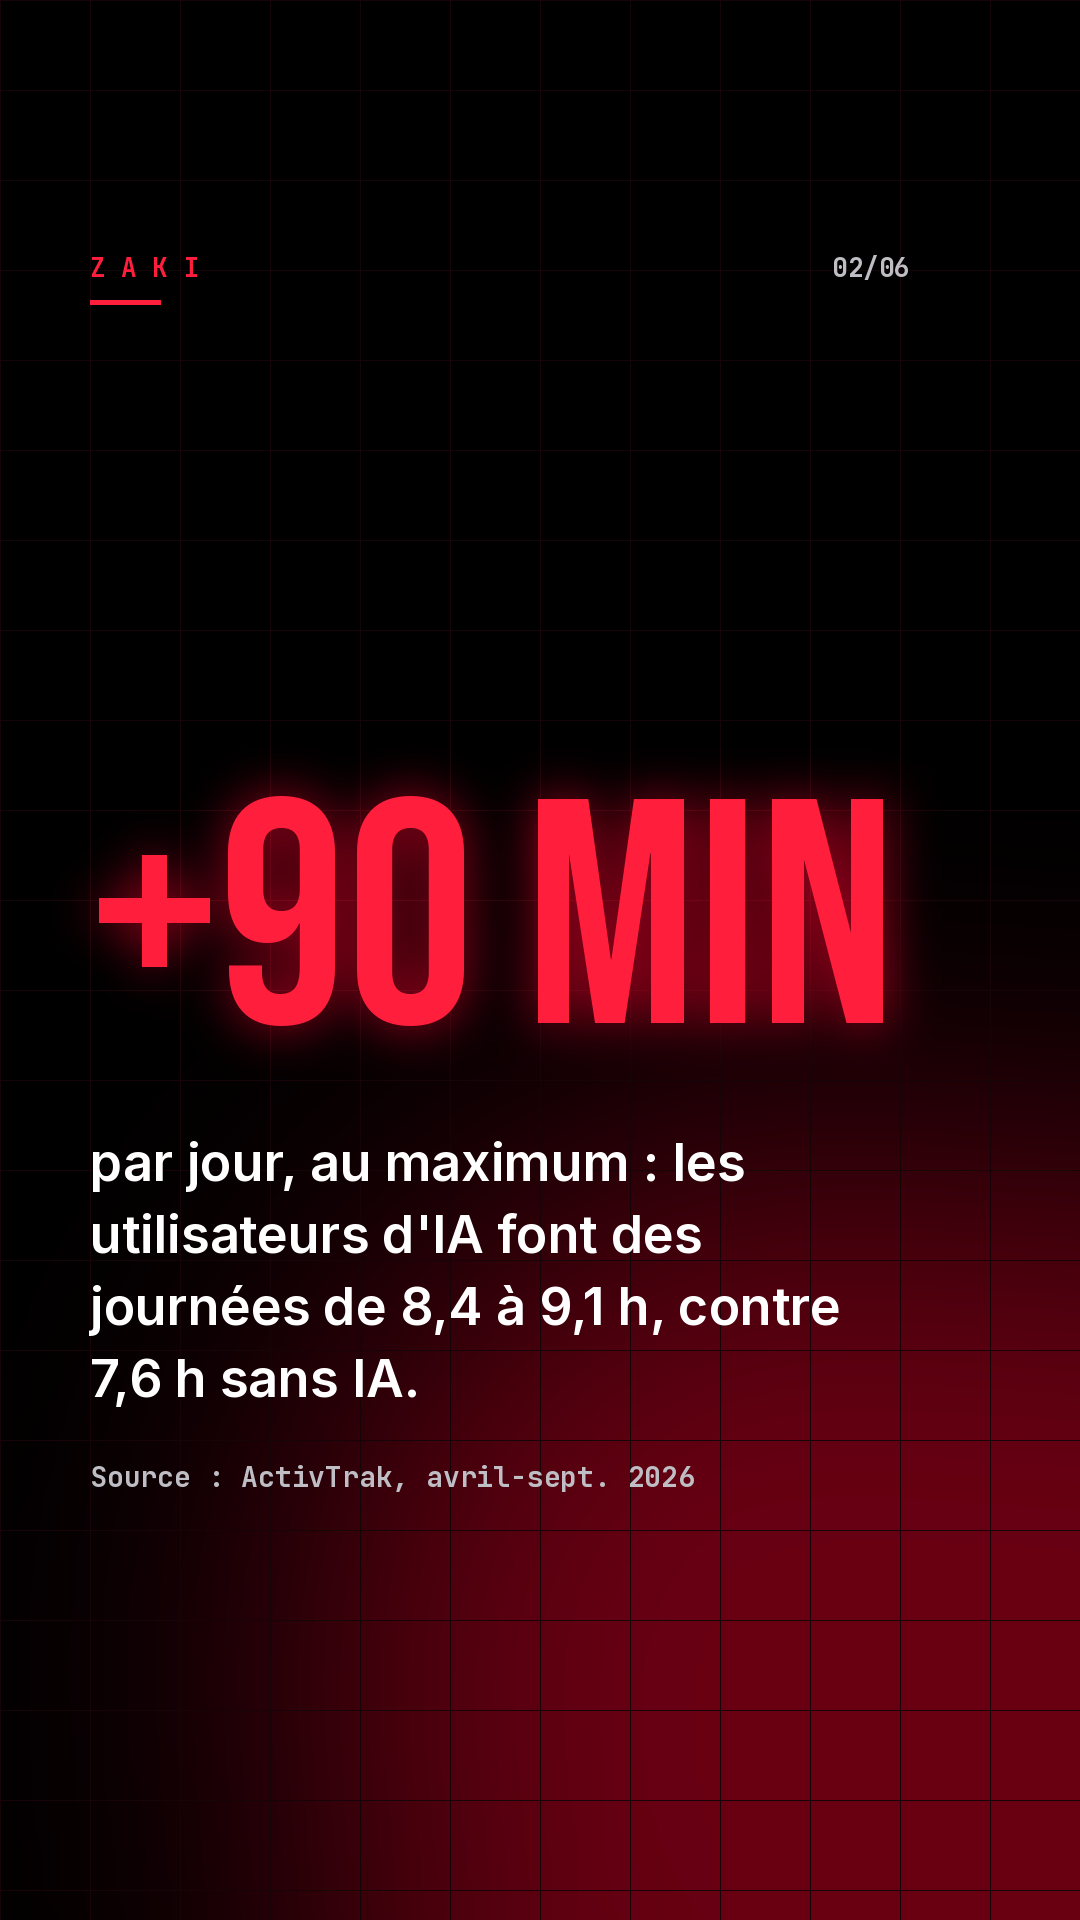 ZAKI
02/06
+90 MIN
par jour, au maximum : les
utilisateurs d'IA font des
journées de 8,4 à 9,1 h, contre
7,6 h sans IA.
Source : ActivTrak, avril-sept. 2026